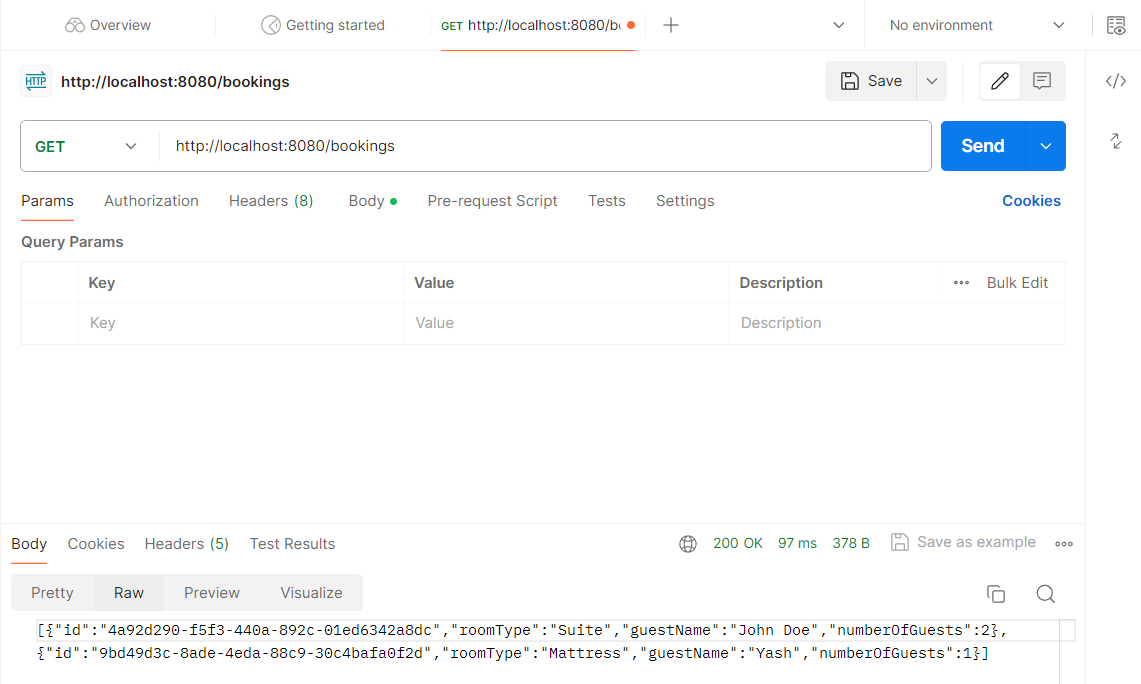 Overview Getting started GET http://localhost:8080/b No environment
HTTP http://localhost:8080/bookings Save
GET http://localhost:8080/bookings Send
Params Authorization Headers (8) Body Pre-request Script Tests Settings Cookies
Query Params
Key Value Description Bulk Edit
Key Value Description
Body Cookies Headers (5) Test Results 200 OK 97 ms 378 B Save as example
Pretty Raw Preview Visualize
[{"id":"4a92d290-f5f3-440a-892c-01ed6342a8dc","roomType":"Suite","guestName":"John Doe","numberOfGuests":2},
{"id":"9bd49d3c-8ade-4eda-88c9-30c4bafa0f2d","roomType":"Mattress","guestName":"Yash","numberOfGuests":1}]